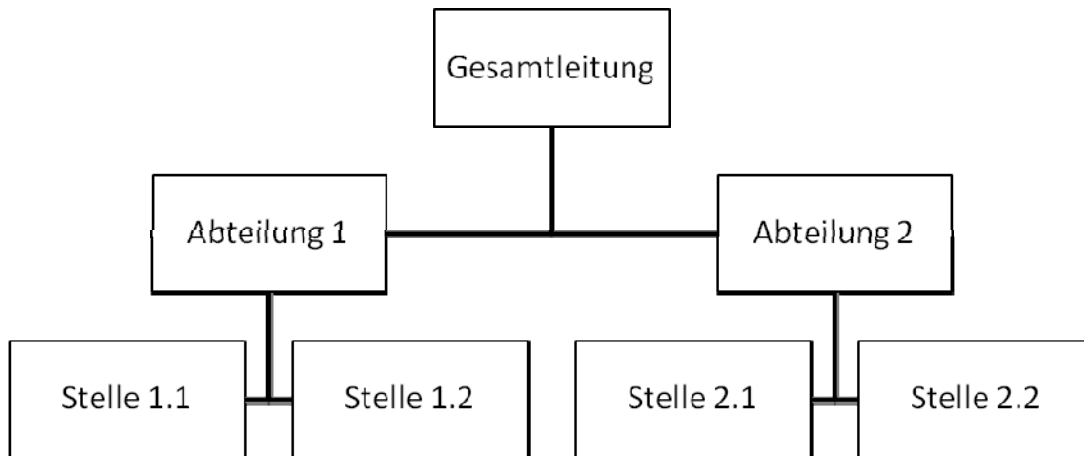 Gesamtleitung
Abteilung 1
Abteilung 2
Stelle 1.1
Stelle 1.2
Stelle 2.1
Stelle 2.2